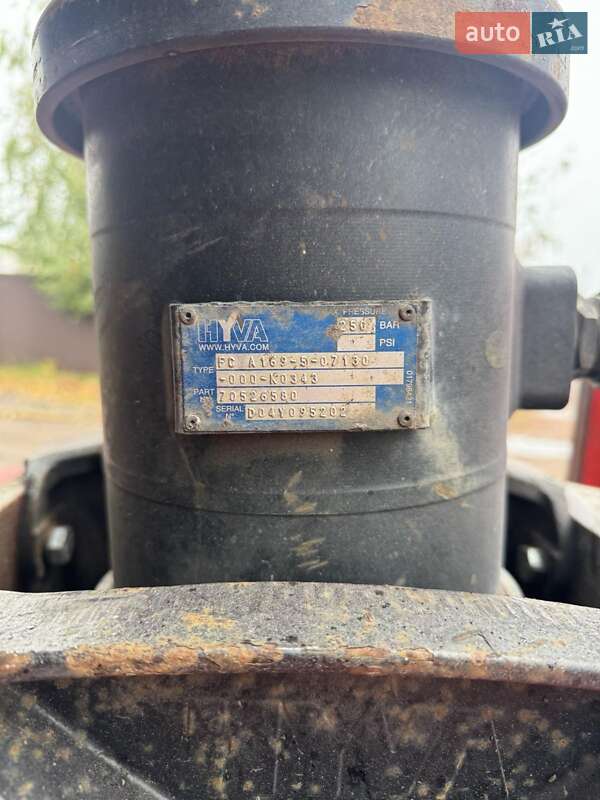 auto RIA .com
PRESSURE
HYVA 250 BAR
WWW.HYVA.COM PSI
TYPE FC A169-5-07130
-000-K0343
PART N° 70526580
SERIAL N° D04Y095202